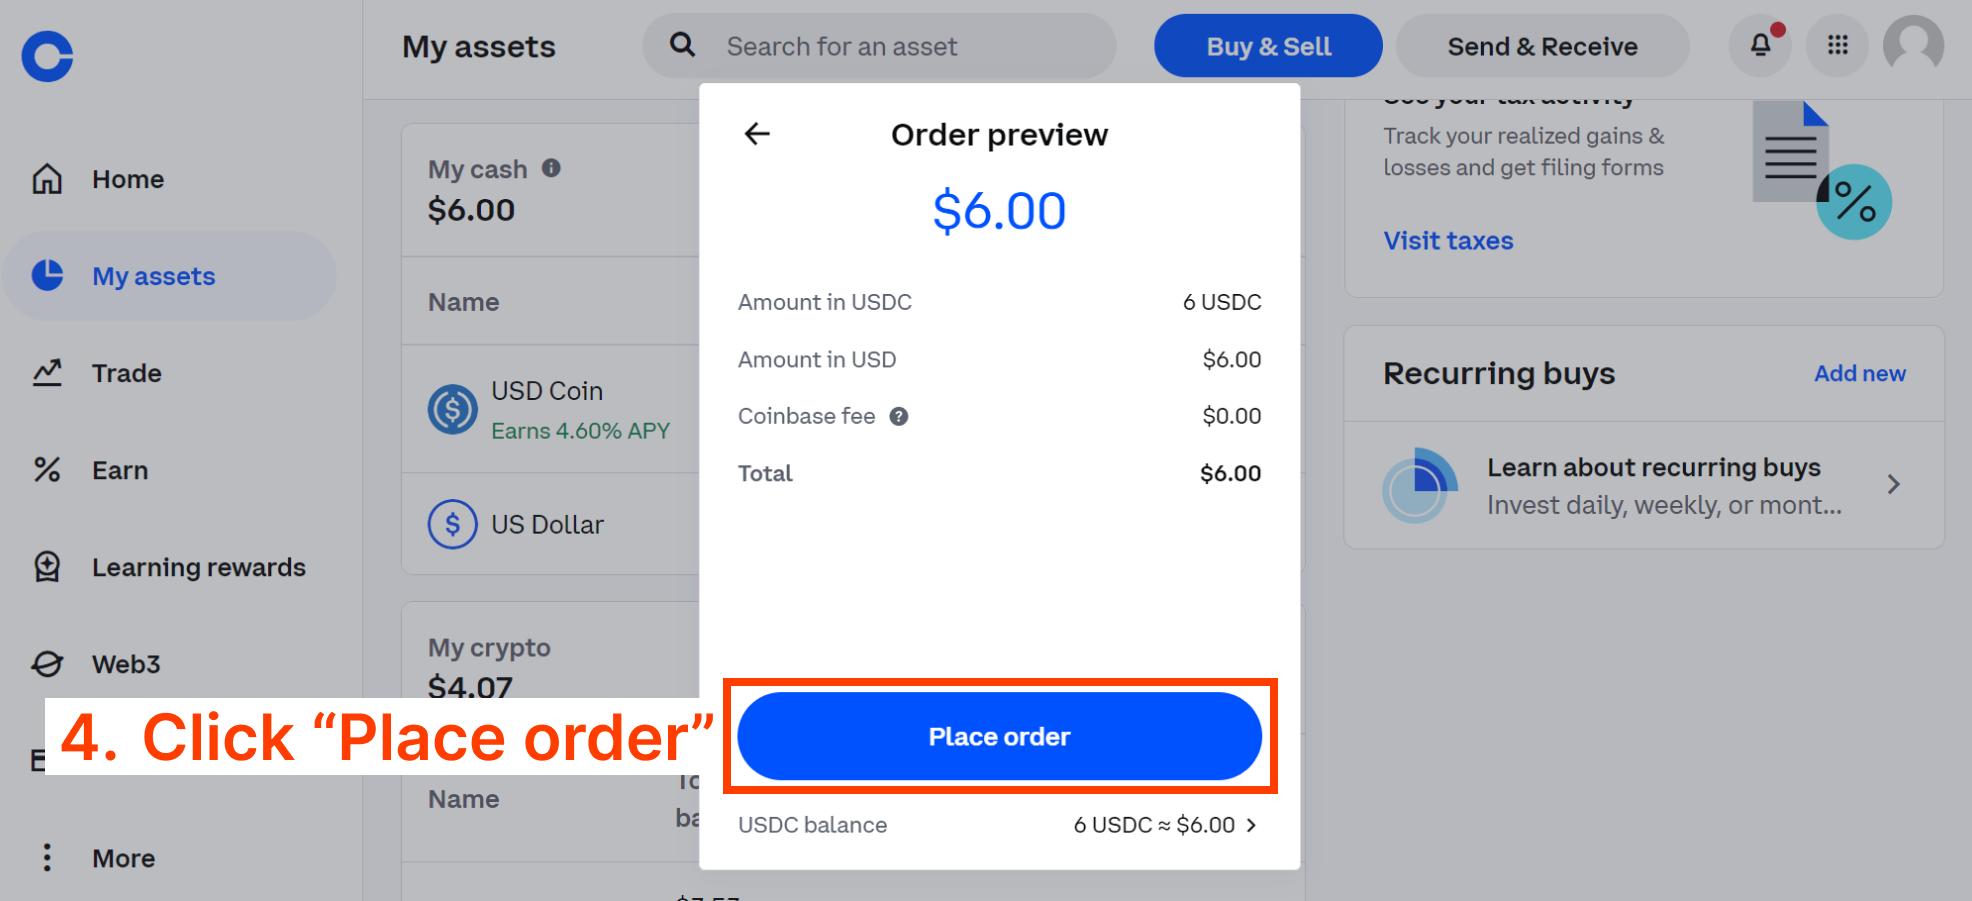 My assets
Search for an asset
Buy & Sell
Send & Receive
Home
My assets
Trade
Earn
Learning rewards
Web3
More
My cash
$6.00
Name
USD Coin
Earns 4.60% APY
US Dollar
My crypto
$4.07
Name
Order preview
$6.00
Amount in USDC 6 USDC
Amount in USD $6.00
Coinbase fee $0.00
Total $6.00
Place order
USDC balance 6 USDC ≈ $6.00
4. Click “Place order”
See your tax activity
Track your realized gains &
losses and get filing forms
Visit taxes
Recurring buys
Add new
Learn about recurring buys
Invest daily, weekly, or mont...